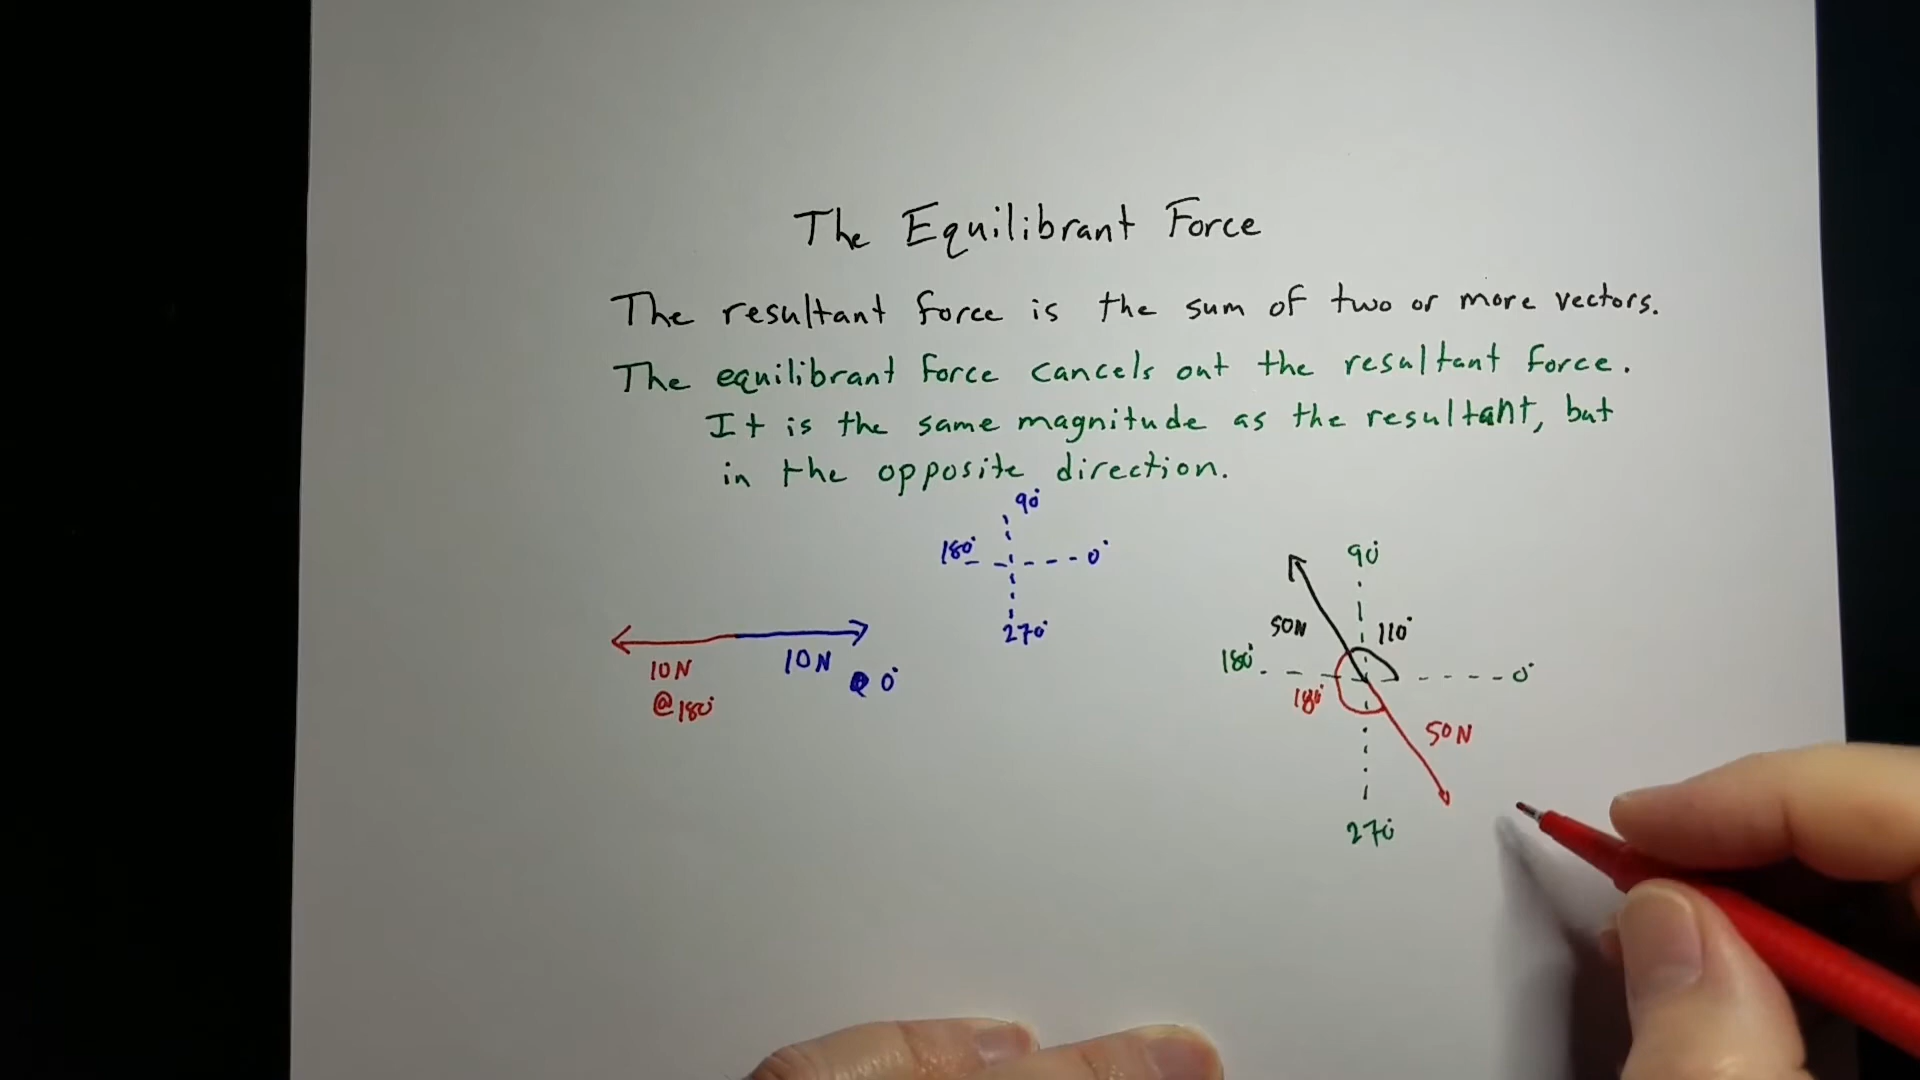 The Equilibrant Force
The resultant force is the sum of two or more vectors.
The equilibrant force cancels out the resultant force.
It is the same magnitude as the resultant, but
in the opposite direction.
90°
180° 0°
270°
10N
@180°
10N
@ 0°
90°
50N 110°
180° 0°
180° 50N
270°